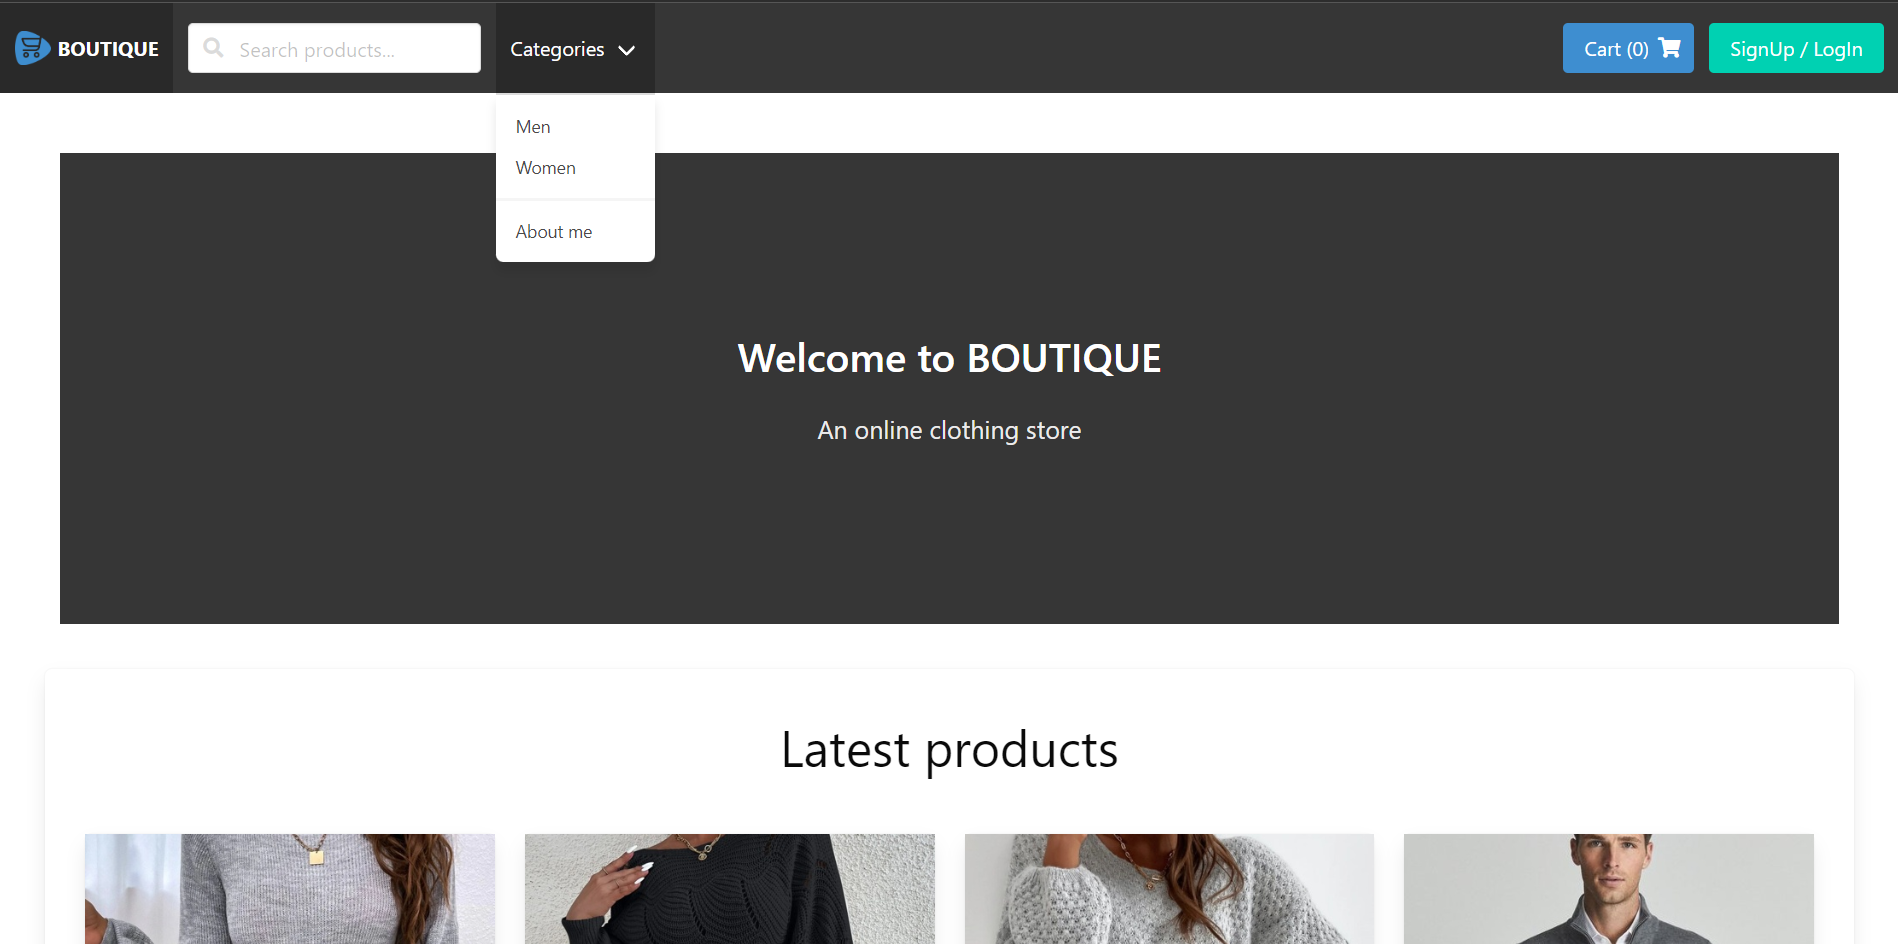 BOUTIQUE
Search products...
Categories
Cart (0)
SignUp / LogIn
Men
Women
About me
Welcome to BOUTIQUE
An online clothing store
Latest products